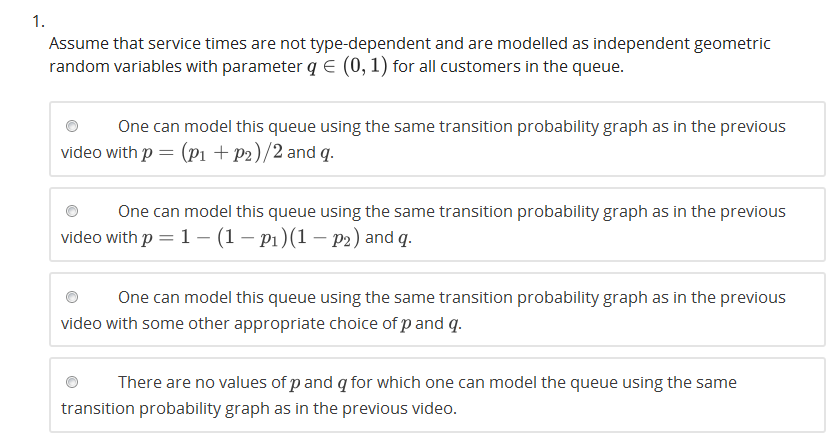 1.
Assume that service times are not type-dependent and are modelled as independent geometric
random variables with parameter q ∈ (0, 1) for all customers in the queue.
One can model this queue using the same transition probability graph as in the previous
video with p = (p₁ + p₂)/2 and q.
One can model this queue using the same transition probability graph as in the previous
video with p = 1 − (1 − p₁)(1 − p₂) and q.
One can model this queue using the same transition probability graph as in the previous
video with some other appropriate choice of p and q.
There are no values of p and q for which one can model the queue using the same
transition probability graph as in the previous video.